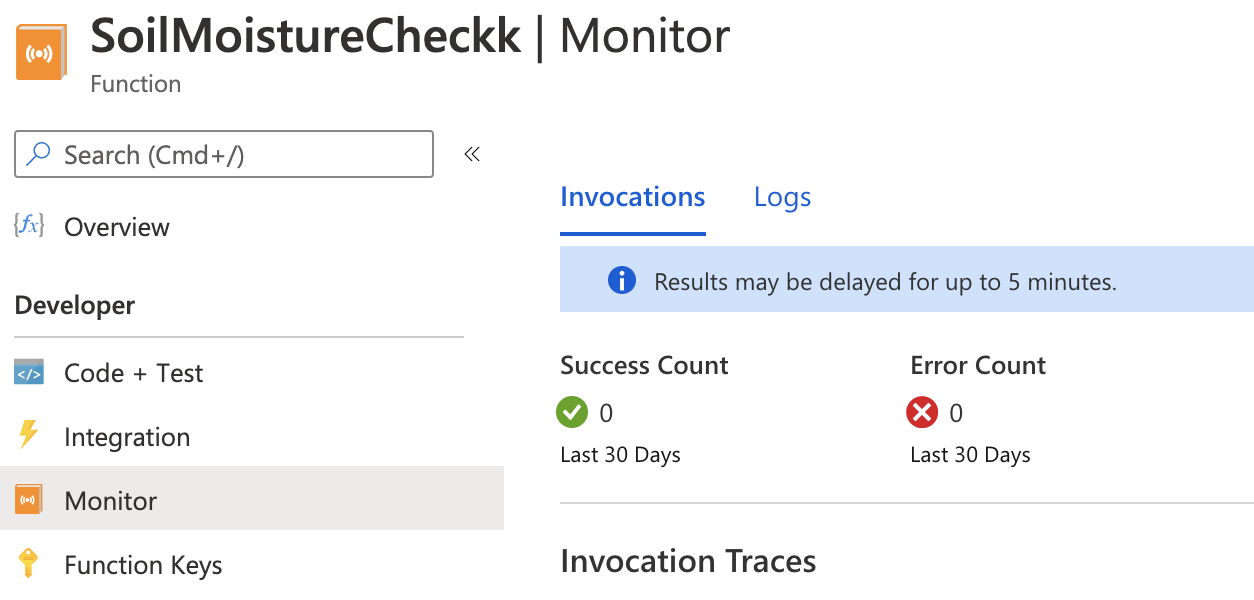 SoilMoistureCheckk | Monitor
Function
Search (Cmd+/)
«
{fx} Overview
Developer
</> Code + Test
Integration
Monitor
Function Keys
Invocations Logs
Results may be delayed for up to 5 minutes.
Success Count Error Count
0 0
Last 30 Days Last 30 Days
Invocation Traces